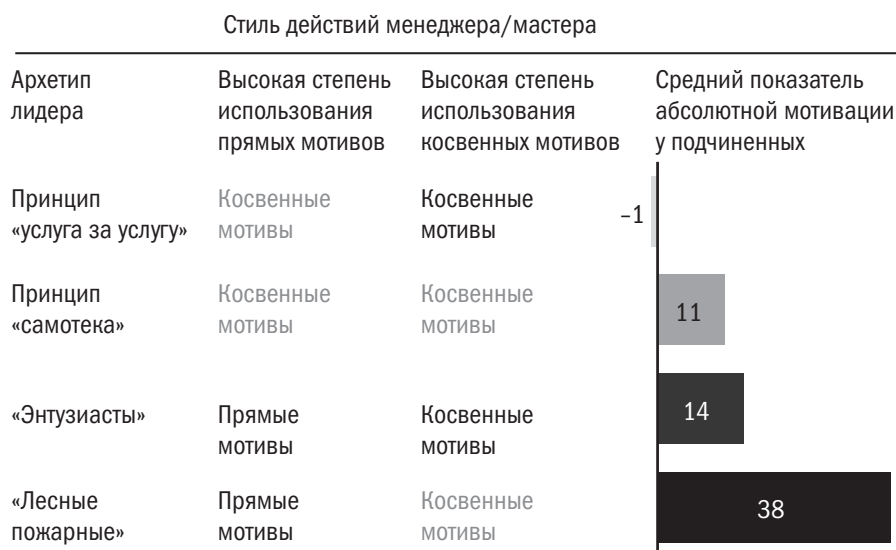 Стиль действий менеджера/мастера
Архетип
лидера
Высокая степень
использования
прямых мотивов
Высокая степень
использования
косвенных мотивов
Средний показатель
абсолютной мотивации
у подчиненных
Принцип
«услуга за услугу»
Косвенные
мотивы
Косвенные
мотивы
–1
Принцип
«самотека»
Косвенные
мотивы
Косвенные
мотивы
11
«Энтузиасты»
Прямые
мотивы
Косвенные
мотивы
14
«Лесные
пожарные»
Прямые
мотивы
Косвенные
мотивы
38